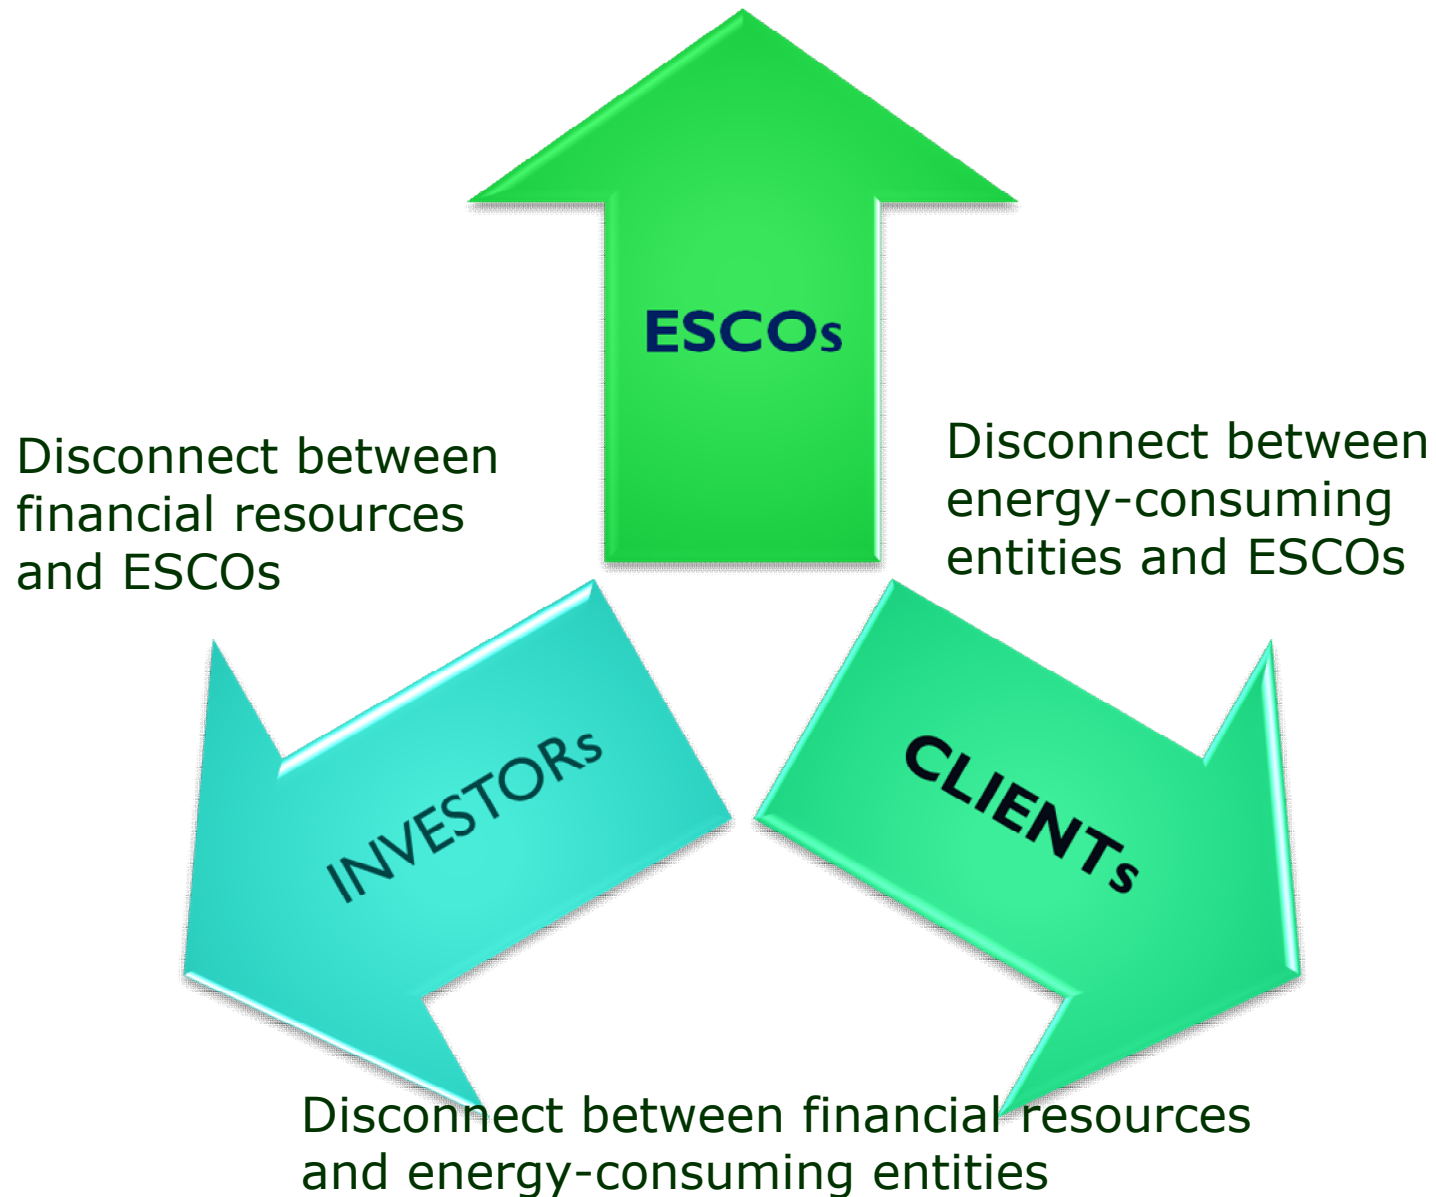 ESCOs
Disconnect between
financial resources
and ESCOs
Disconnect between
energy-consuming
entities and ESCOs
INVESTORs
CLIENTs
Disconnect between financial resources
and energy-consuming entities